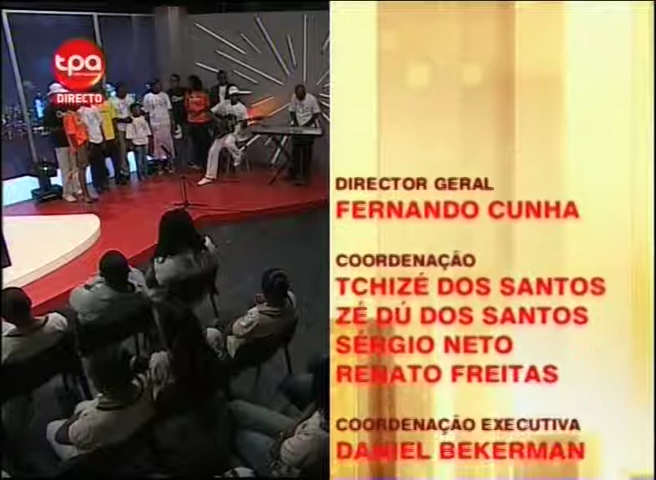 tpa
DIRECTO
DIRECTOR GERAL
FERNANDO CUNHA
COORDENAÇÃO
TCHIZÉ DOS SANTOS
ZÉ DÚ DOS SANTOS
SÉRGIO NETO
RENATO FREITAS
COORDENAÇÃO EXECUTIVA
DANIEL BEKERMAN